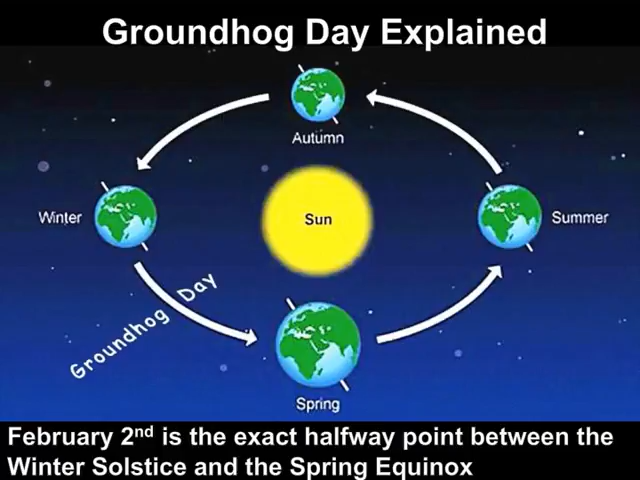 Groundhog Day Explained
Autumn
Winter
Sun
Summer
Groundhog Day
Spring
February 2nd is the exact halfway point between the
Winter Solstice and the Spring Equinox